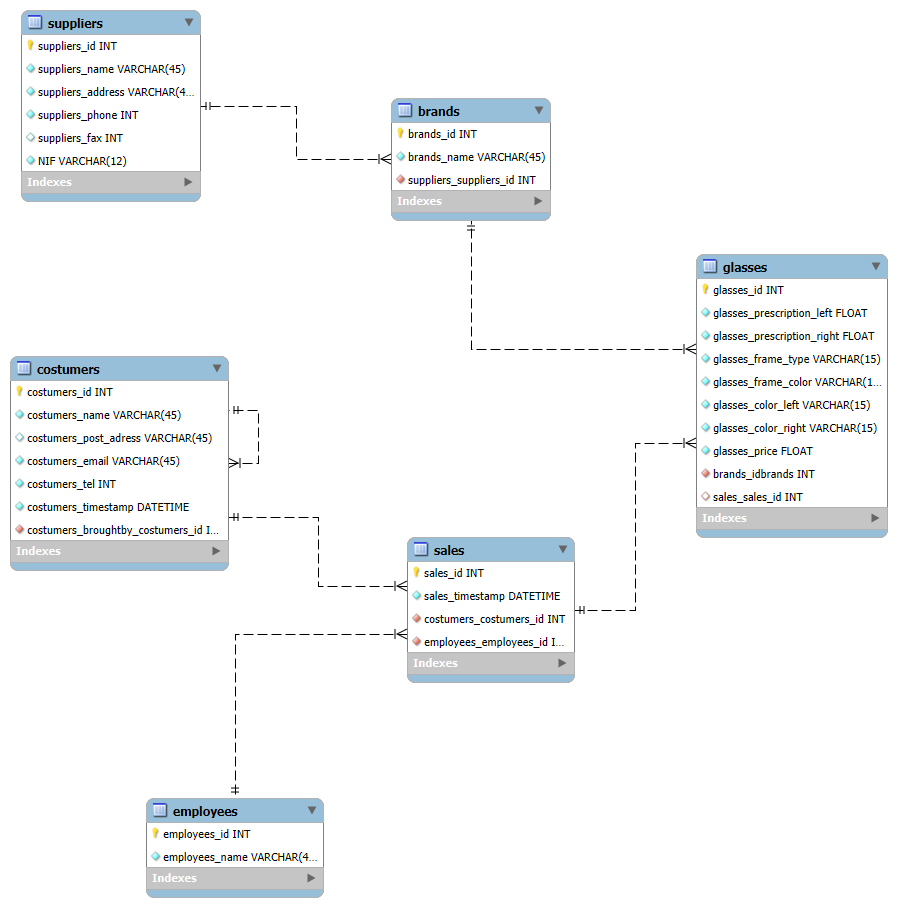 suppliers
suppliers_id INT
suppliers_name VARCHAR(45)
suppliers_address VARCHAR(4...
suppliers_phone INT
suppliers_fax INT
NIF VARCHAR(12)
Indexes
brands
brands_id INT
brands_name VARCHAR(45)
suppliers_suppliers_id INT
Indexes
glasses
glasses_id INT
glasses_prescription_left FLOAT
glasses_prescription_right FLOAT
glasses_frame_type VARCHAR(15)
glasses_frame_color VARCHAR(1...
glasses_color_left VARCHAR(15)
glasses_color_right VARCHAR(15)
glasses_price FLOAT
brands_idbrands INT
sales_sales_id INT
Indexes
costumers
costumers_id INT
costumers_name VARCHAR(45)
costumers_post_adress VARCHAR(45)
costumers_email VARCHAR(45)
costumers_tel INT
costumers_timestamp DATETIME
costumers_broughtby_costumers_id I...
Indexes
sales
sales_id INT
sales_timestamp DATETIME
costumers_costumers_id INT
employees_employees_id I...
Indexes
employees
employees_id INT
employees_name VARCHAR(4...
Indexes